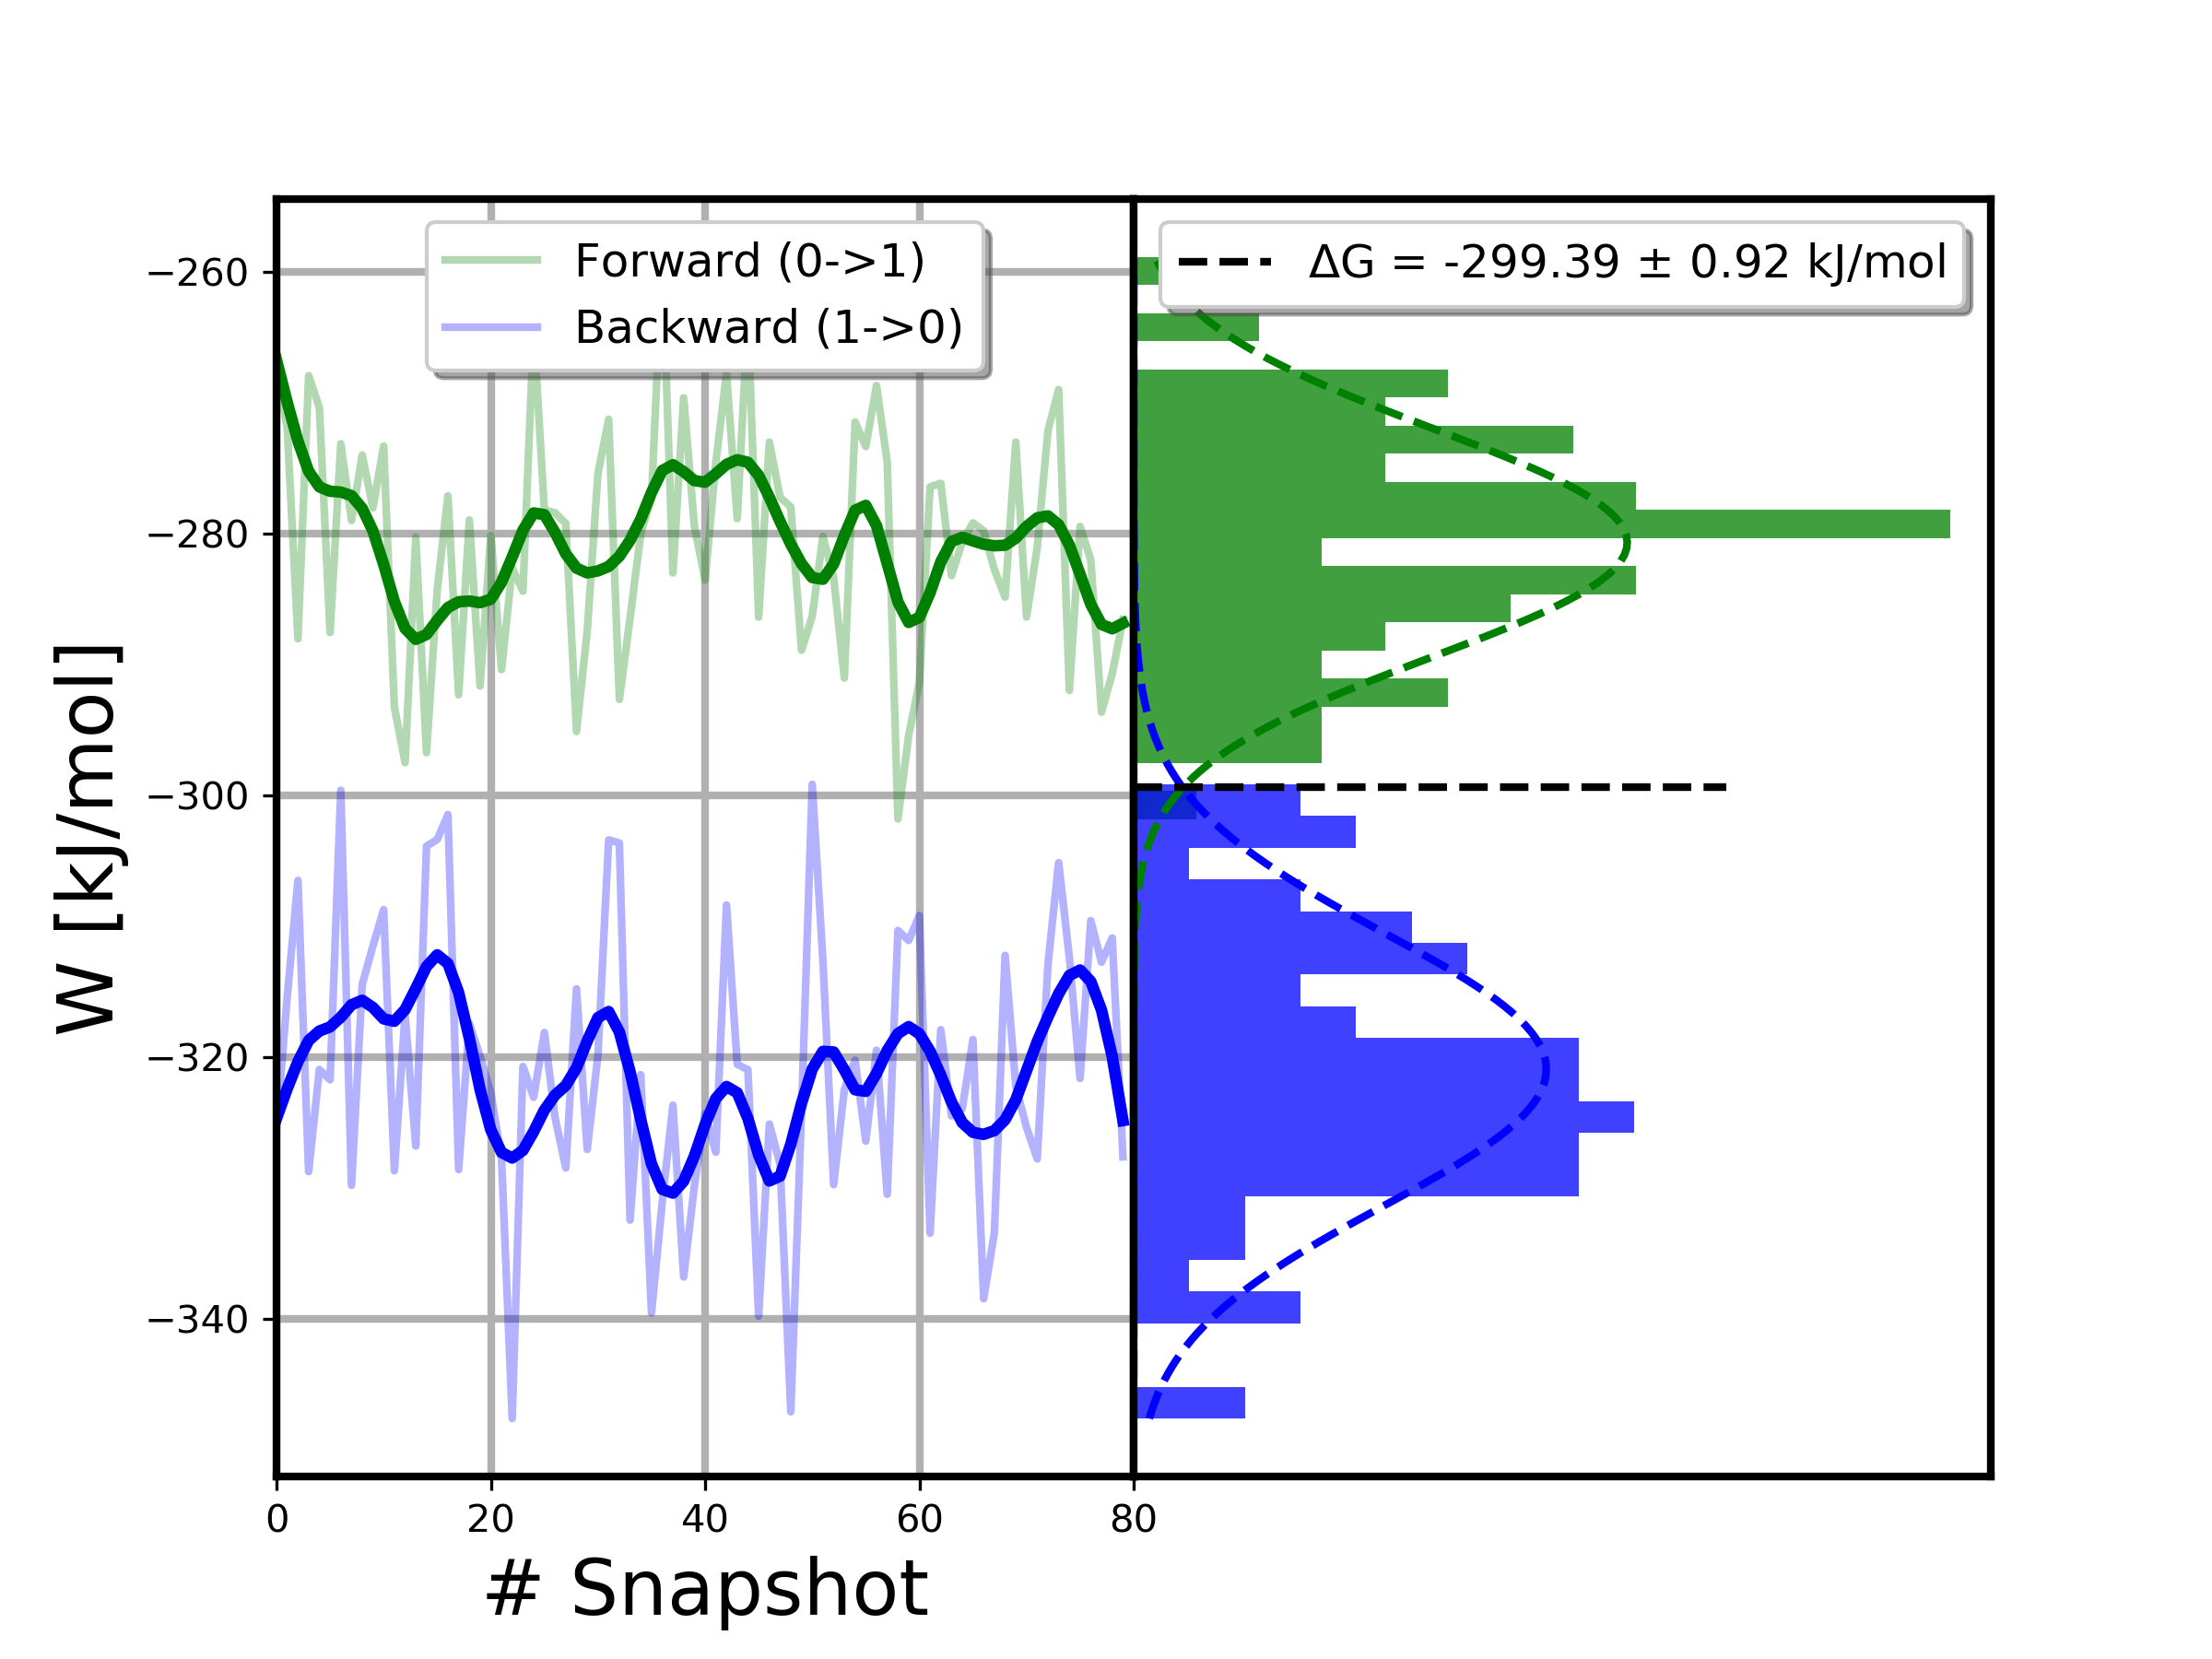 Forward (0->1)
Backward (1->0)
ΔG = -299.39 ± 0.92 kJ/mol
W [kJ/mol]
−260
−280
−300
−320
−340
0 20 40 60 80
# Snapshot